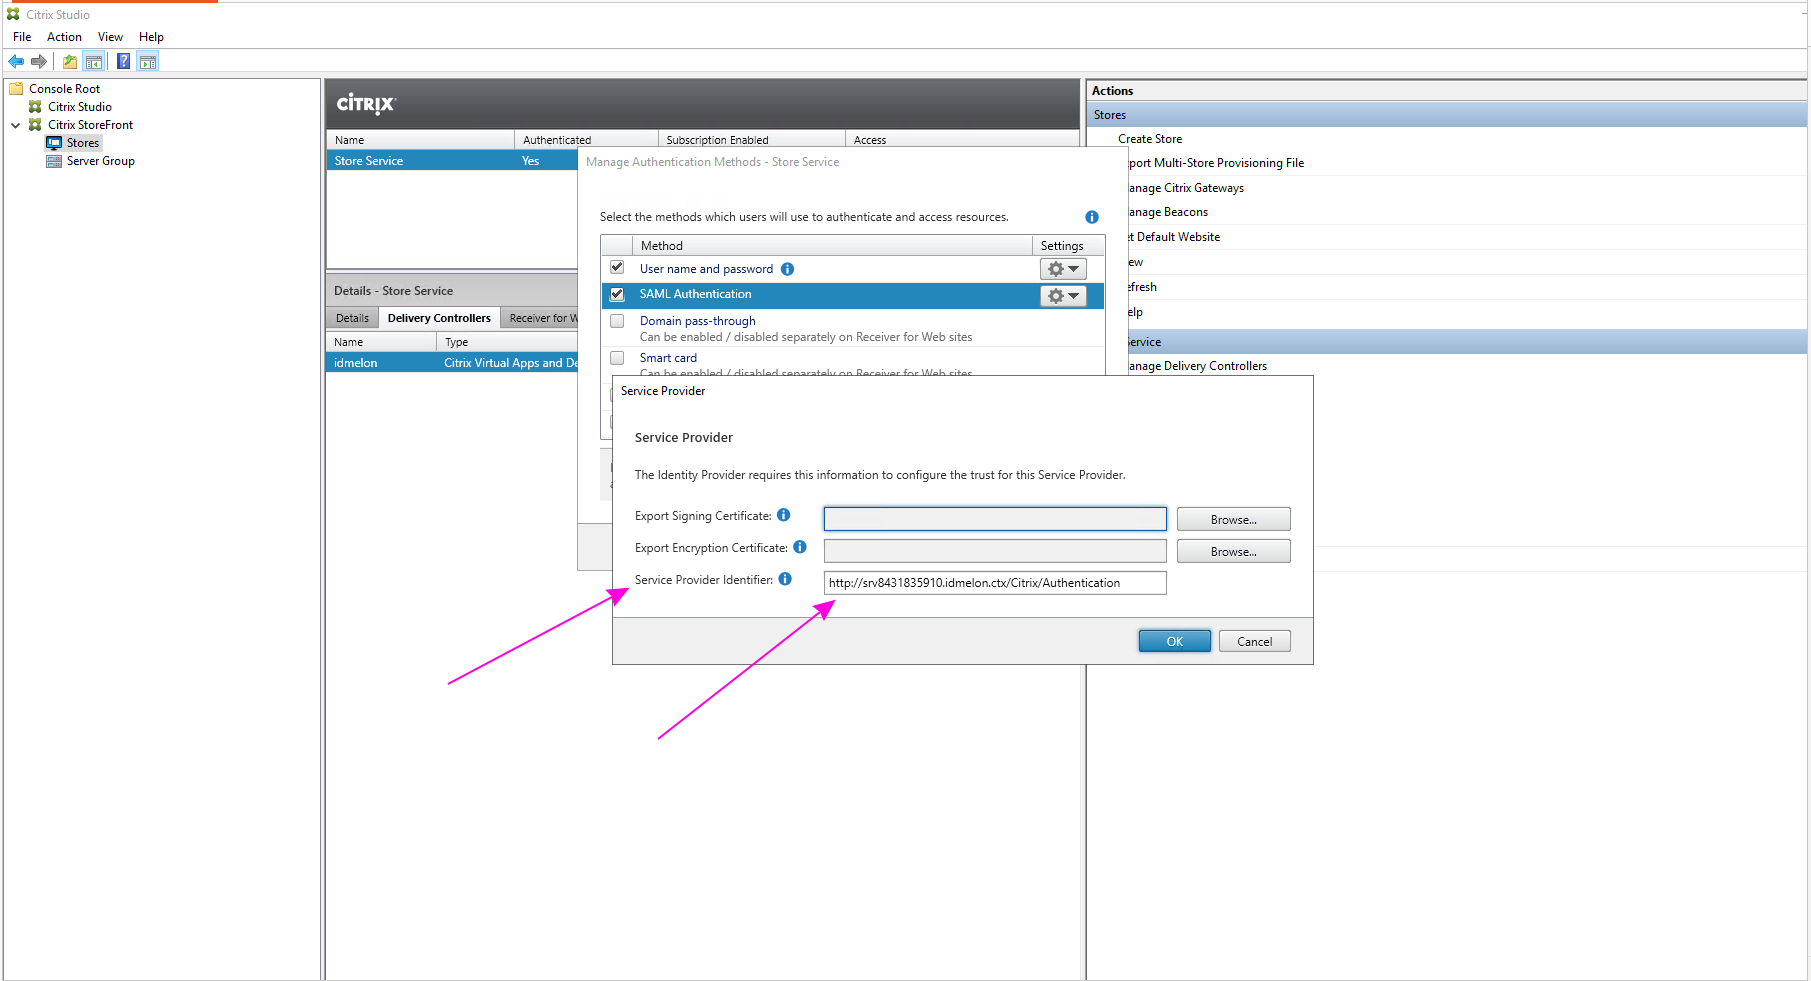 Citrix Studio
File Action View Help
Console Root
Citrix Studio
Citrix StoreFront
Stores
Server Group
CİTRIX
Name Authenticated Subscription Enabled Access
Store Service Yes
Details - Store Service
Details Delivery Controllers Receiver for W
Name Type
idmelon Citrix Virtual Apps and De
Manage Authentication Methods - Store Service
Select the methods which users will use to authenticate and access resources.
Method Settings
User name and password
SAML Authentication
Domain pass-through
Can be enabled / disabled separately on Receiver for Web sites
Smart card
Can be enabled / disabled separately on Receiver for Web sites
Service Provider
Service Provider
The Identity Provider requires this information to configure the trust for this Service Provider.
Export Signing Certificate: Browse...
Export Encryption Certificate: Browse...
Service Provider Identifier: http://srv8431835910.idmelon.ctx/Citrix/Authentication
OK Cancel
Actions
Stores
Create Store
port Multi-Store Provisioning File
anage Citrix Gateways
anage Beacons
t Default Website
ew
efresh
elp
ervice
anage Delivery Controllers